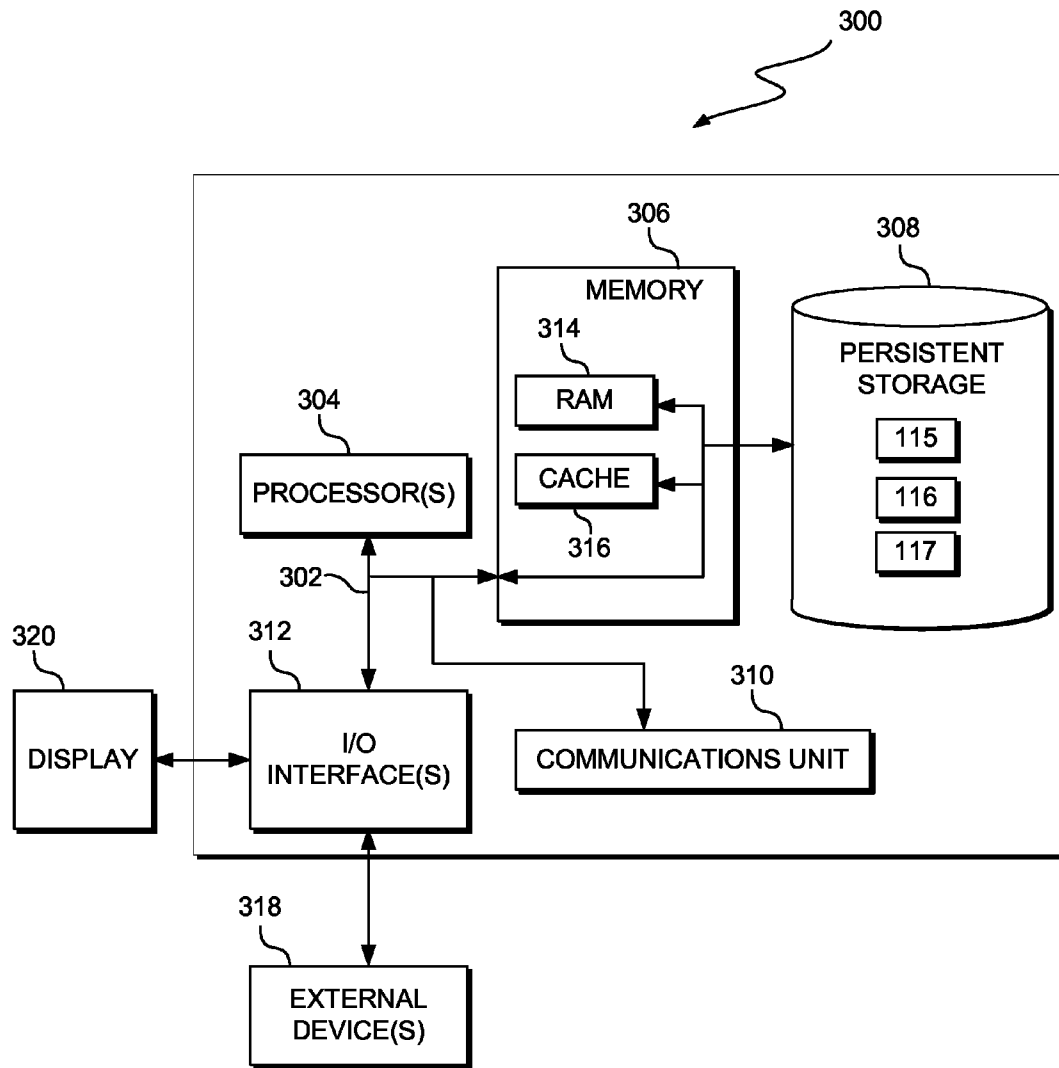 300
306
308
MEMORY
314
PERSISTENT
STORAGE
RAM
304
115
CACHE
PROCESSOR(S)
116
316
117
302
320
312
310
I/O
INTERFACE(S)
DISPLAY
COMMUNICATIONS UNIT
318
EXTERNAL
DEVICE(S)